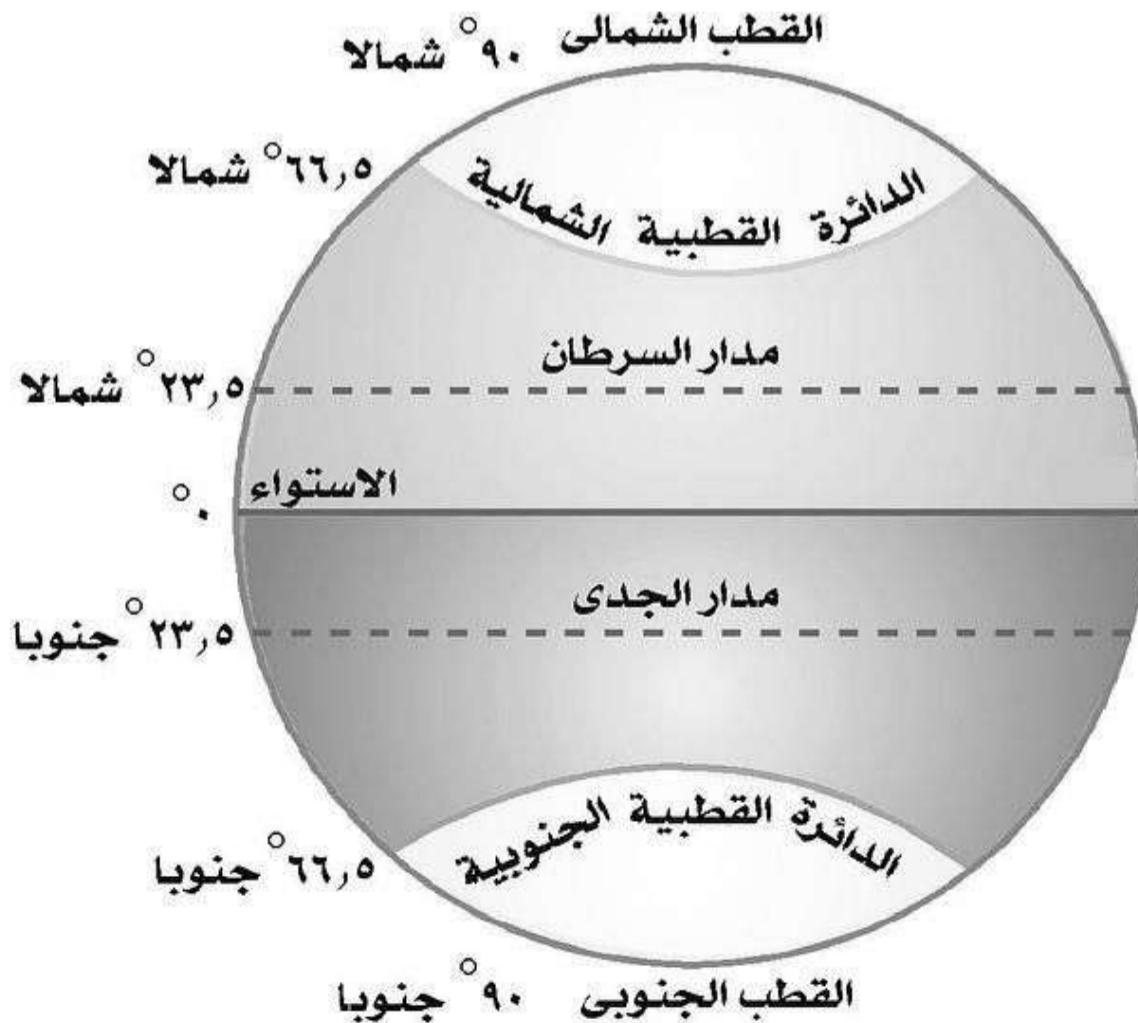 القطب الشمالى ٩٠° شمالا
٦٦,٥° شمالا
الدائرة القطبية الشمالية
مدار السرطان
٢٣,٥° شمالا
الاستواء
٠°
مدار الجدى
٢٣,٥° جنوبا
الدائرة القطبية الجنوبية
٦٦,٥° جنوبا
القطب الجنوبى ٩٠° جنوبا